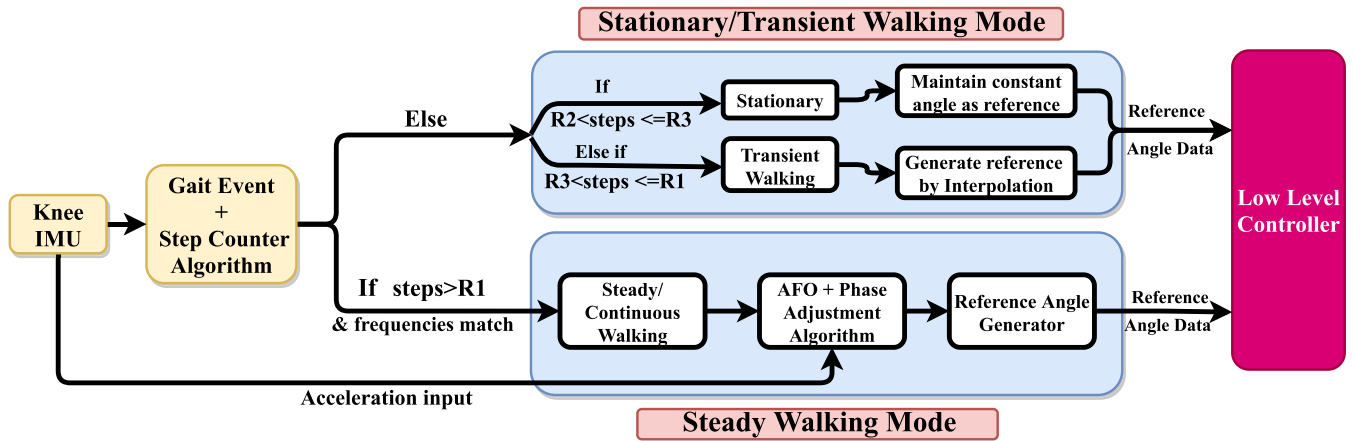 Stationary/Transient Walking Mode
If
R2<steps <=R3
Stationary
Maintain constant
angle as reference
Else
Else if
R3<steps <=R1
Transient
Walking
Generate reference
by Interpolation
Reference
Angle Data
Knee
IMU
Gait Event
+
Step Counter
Algorithm
Low Level
Controller
If steps>R1
& frequencies match
Steady/
Continuous
Walking
AFO + Phase
Adjustment
Algorithm
Reference Angle
Generator
Reference
Angle Data
Acceleration input
Steady Walking Mode